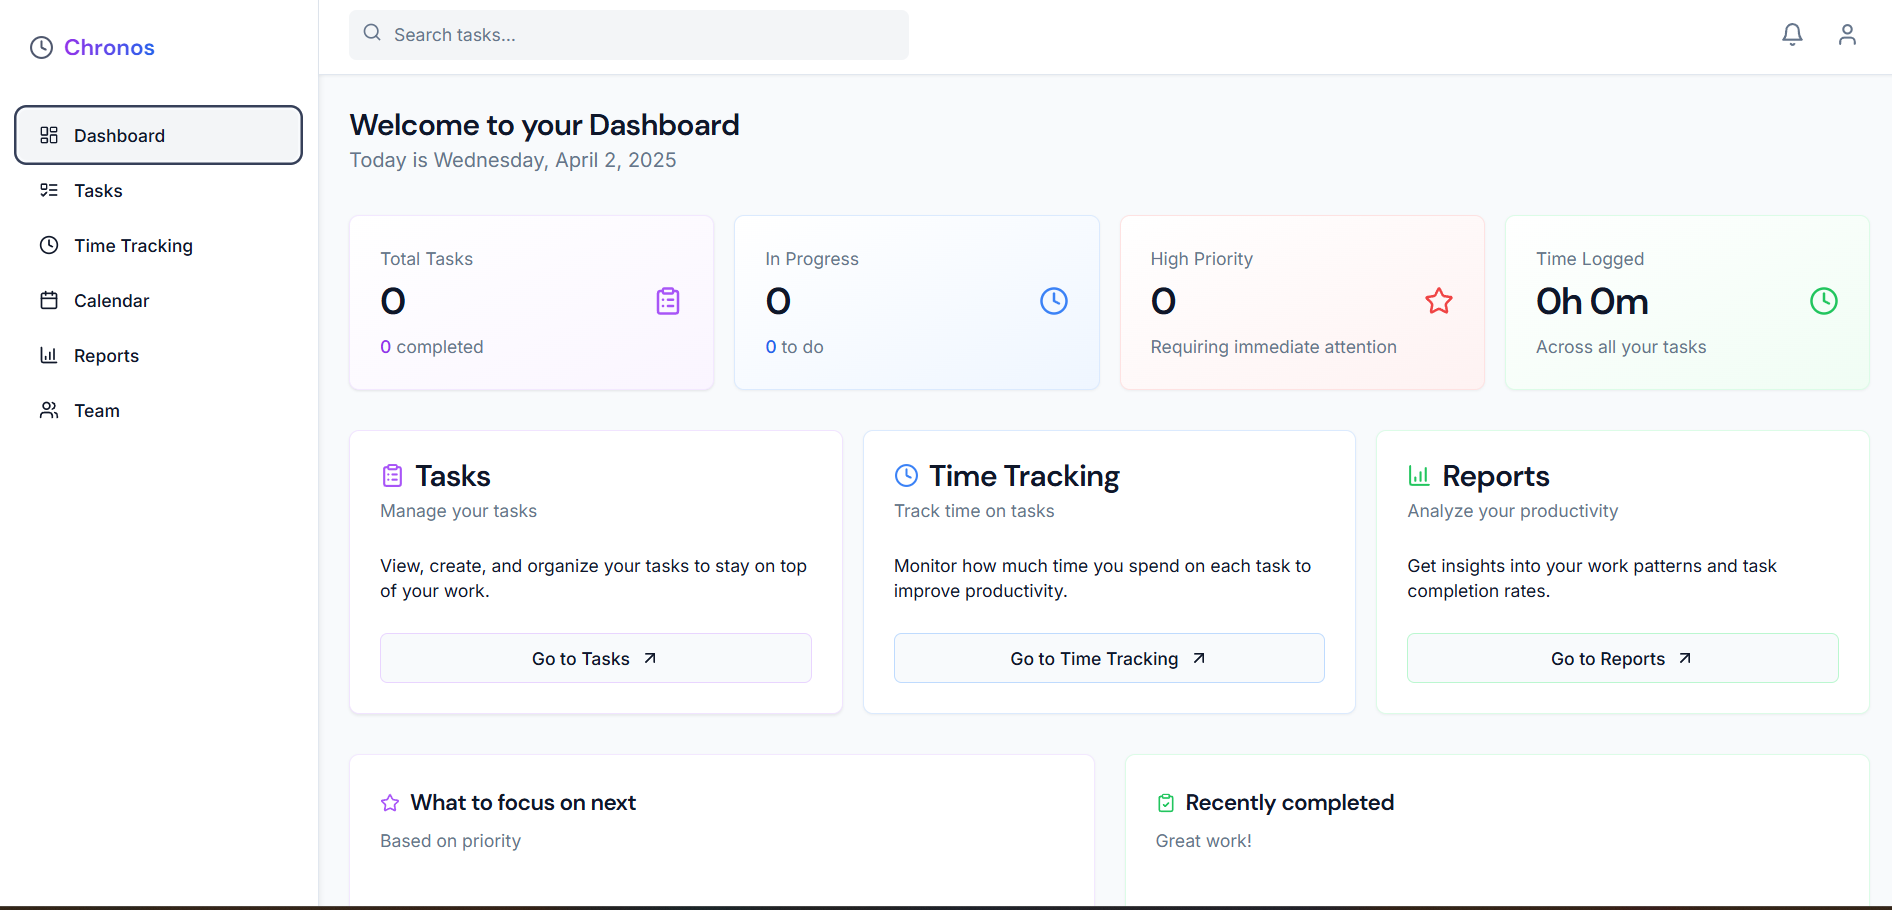 Chronos
Search tasks...
Dashboard
Tasks
Time Tracking
Calendar
Reports
Team
Welcome to your Dashboard
Today is Wednesday, April 2, 2025
Total Tasks
0
0 completed
In Progress
0
0 to do
High Priority
0
Requiring immediate attention
Time Logged
0h 0m
Across all your tasks
Tasks
Manage your tasks
View, create, and organize your tasks to stay on top
of your work.
Go to Tasks
Time Tracking
Track time on tasks
Monitor how much time you spend on each task to
improve productivity.
Go to Time Tracking
Reports
Analyze your productivity
Get insights into your work patterns and task
completion rates.
Go to Reports
What to focus on next
Based on priority
Recently completed
Great work!